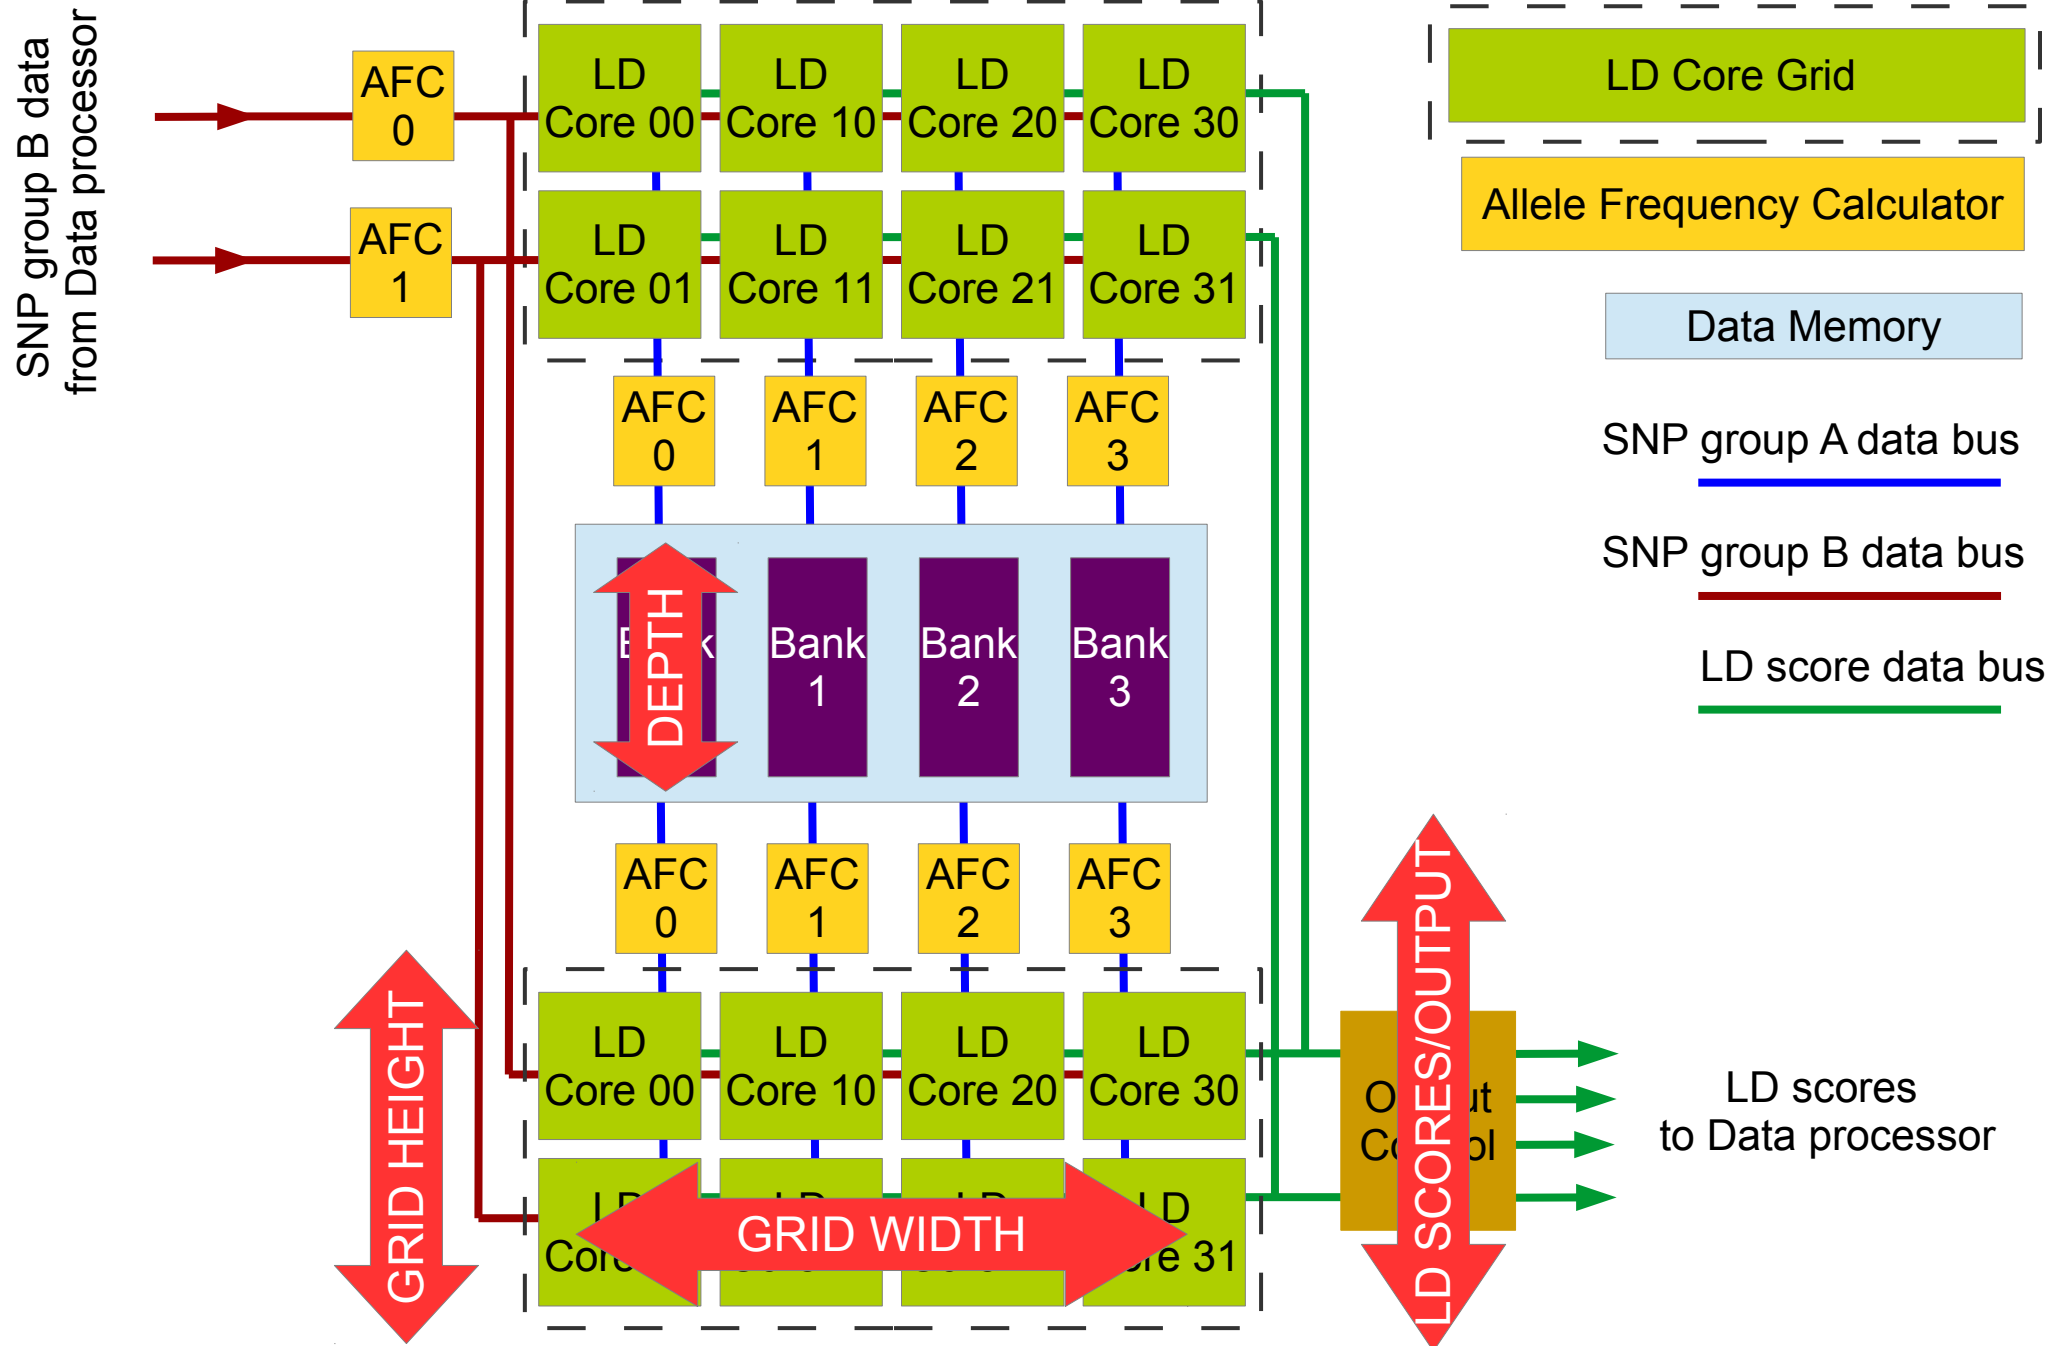 SNP group B data
from Data processor
AFC
0
AFC
1
LD
Core 00
LD
Core 10
LD
Core 20
LD
Core 30
LD
Core 01
LD
Core 11
LD
Core 21
LD
Core 31
AFC
0
AFC
1
AFC
2
AFC
3
DEPTH
Bank
1
Bank
2
Bank
3
AFC
0
AFC
1
AFC
2
AFC
3
LD
Core 00
LD
Core 10
LD
Core 20
LD
Core 30
GRID HEIGHT
GRID WIDTH
31
LD SCORES/OUTPUT
LD scores
to Data processor
LD Core Grid
Allele Frequency Calculator
Data Memory
SNP group A data bus
SNP group B data bus
LD score data bus